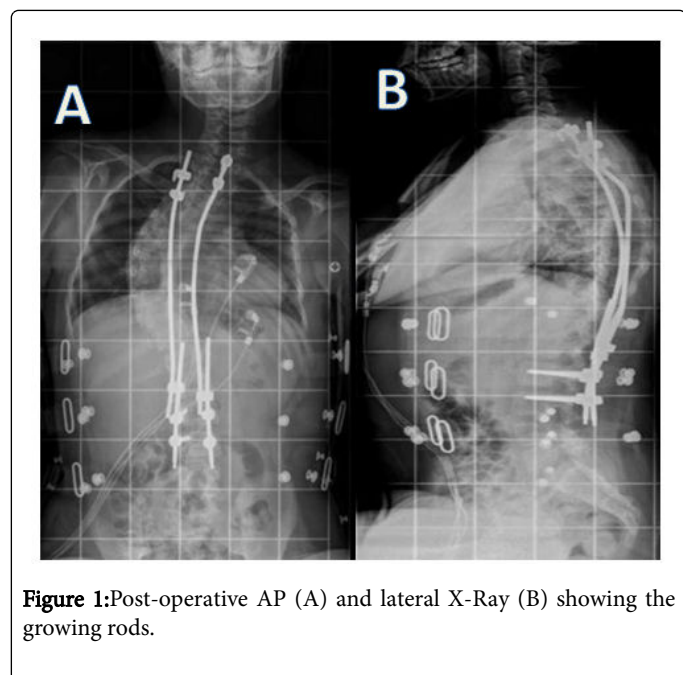 A
B
Figure 1:Post-operative AP (A) and lateral X-Ray (B) showing the
growing rods.